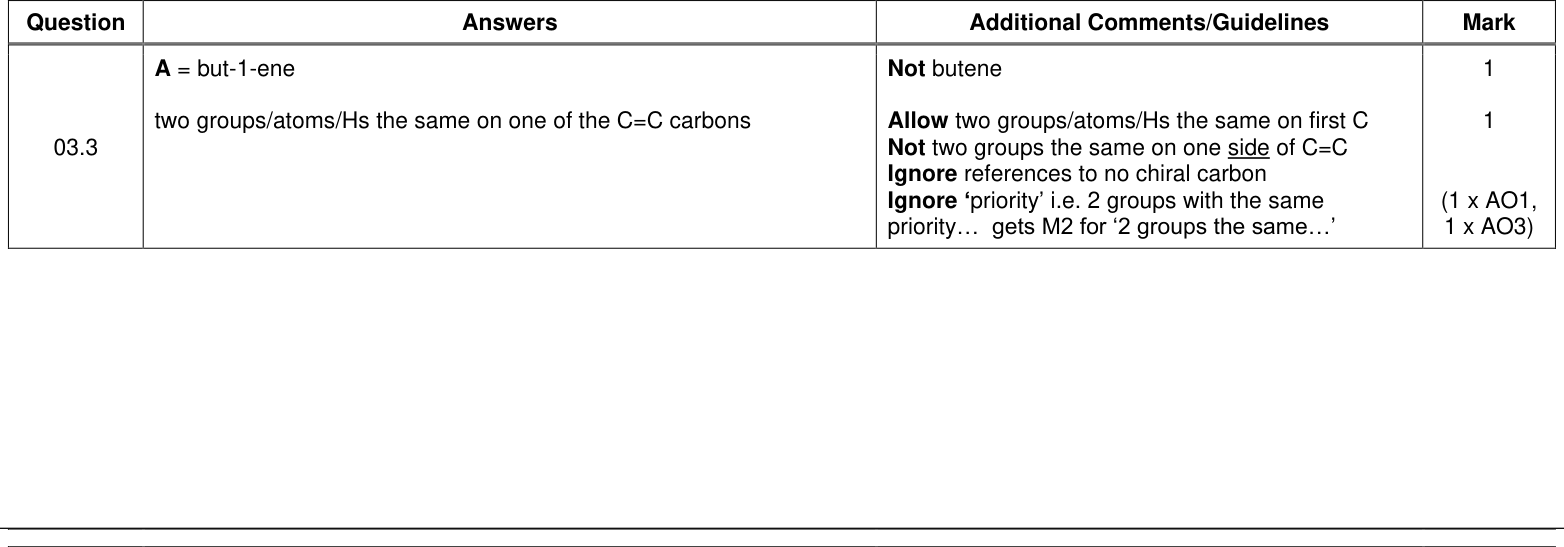 Question Answers Additional Comments/Guidelines Mark
A = but-1-ene Not butene 1
two groups/atoms/Hs the same on one of the C=C carbons Allow two groups/atoms/Hs the same on first C 1
03.3 Not two groups the same on one side of C=C
Ignore references to no chiral carbon
Ignore ‘priority’ i.e. 2 groups with the same (1 x AO1,
priority… gets M2 for ‘2 groups the same…’ 1 x AO3)